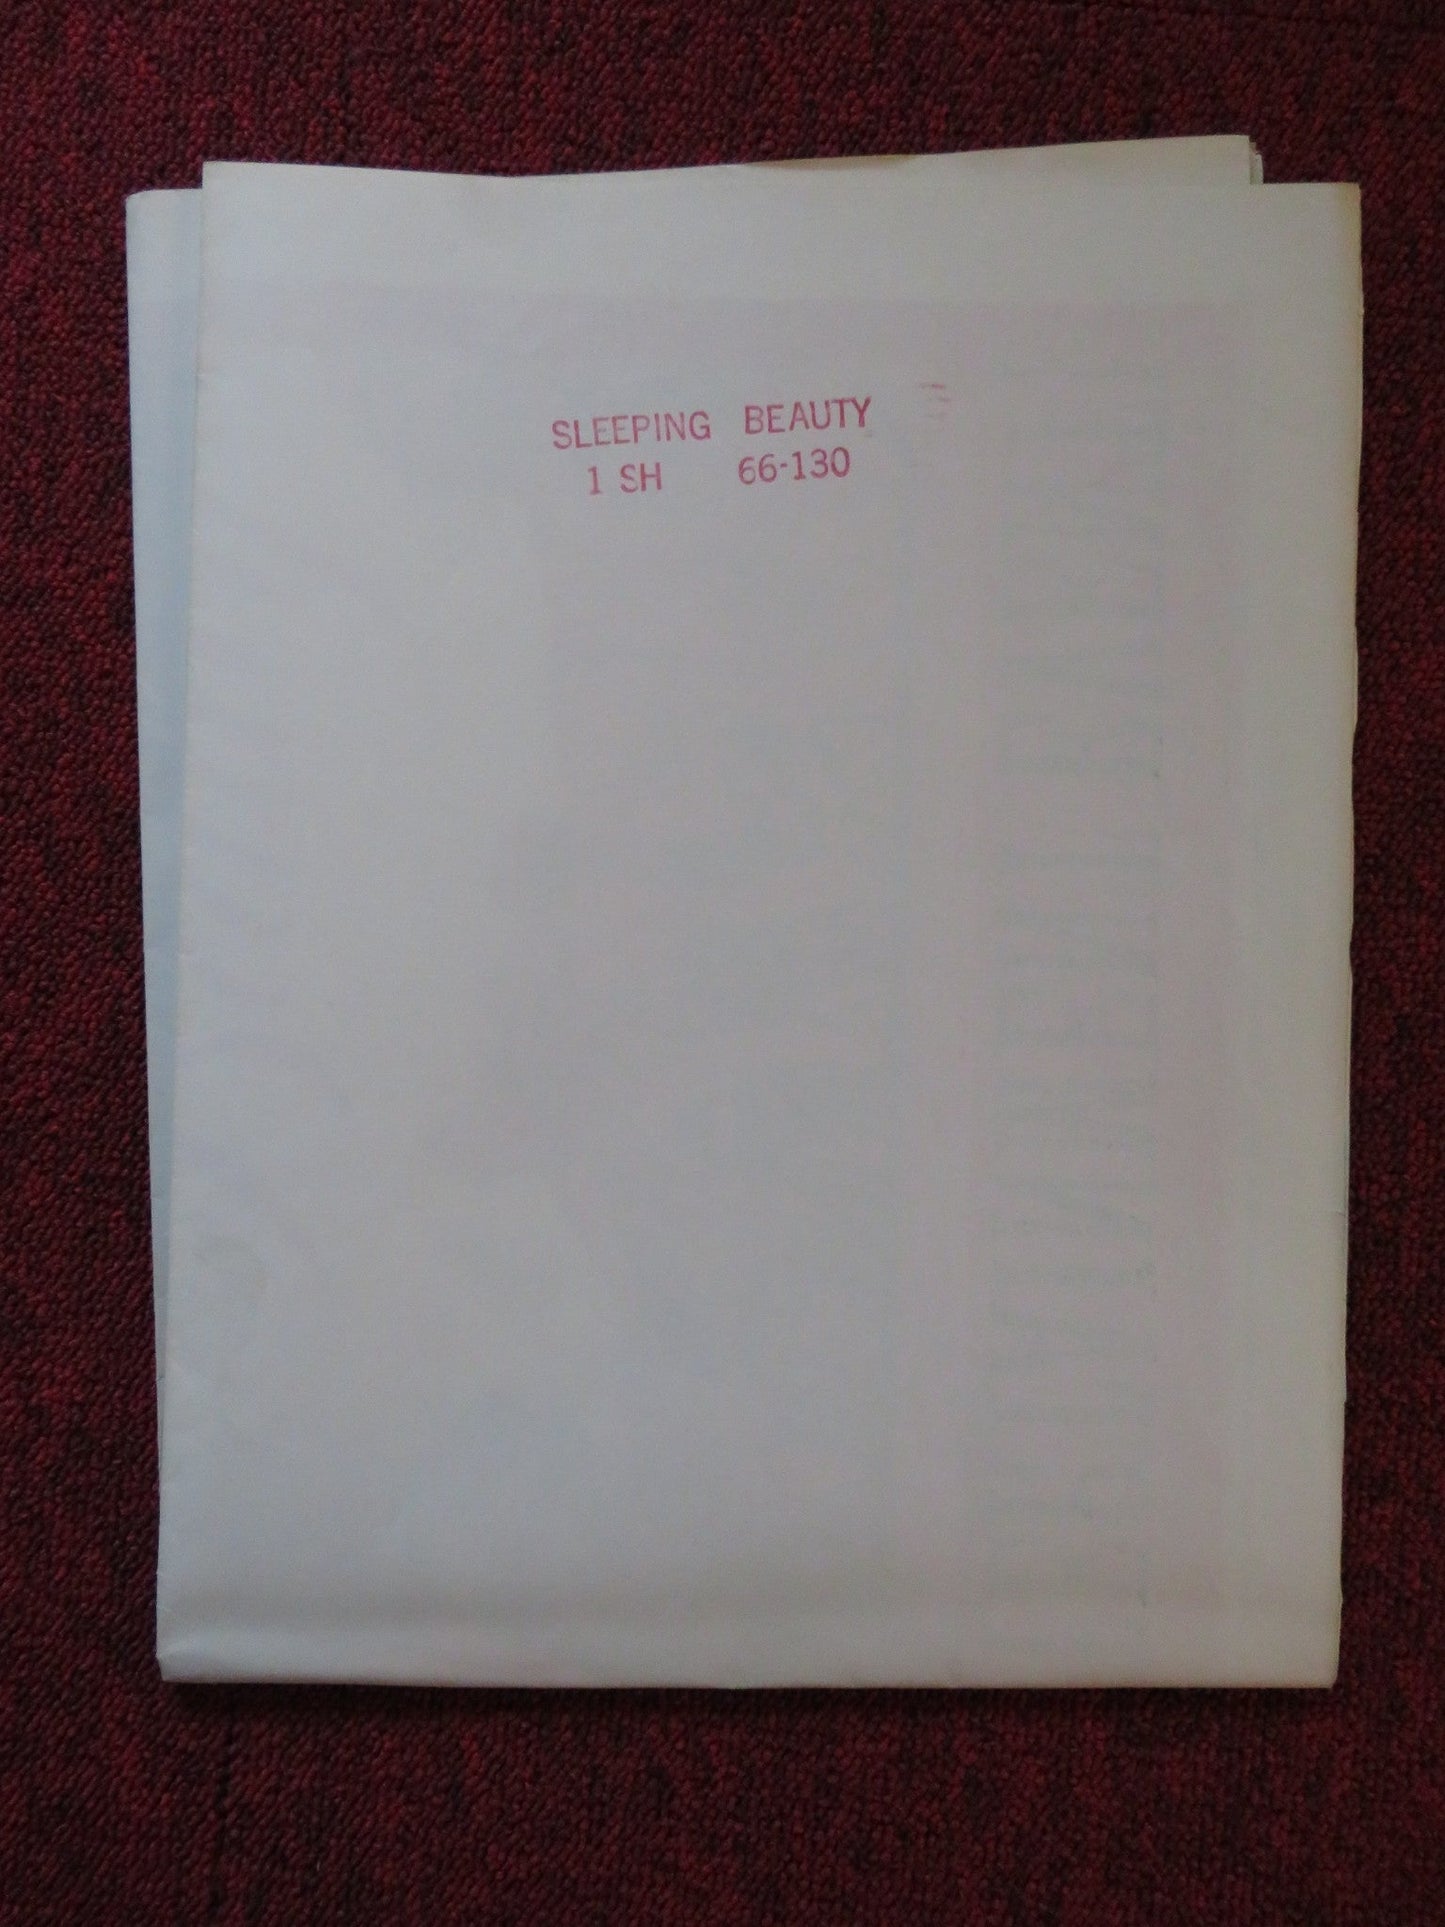 SLEEPING BEAUTY
1 SH 66-130